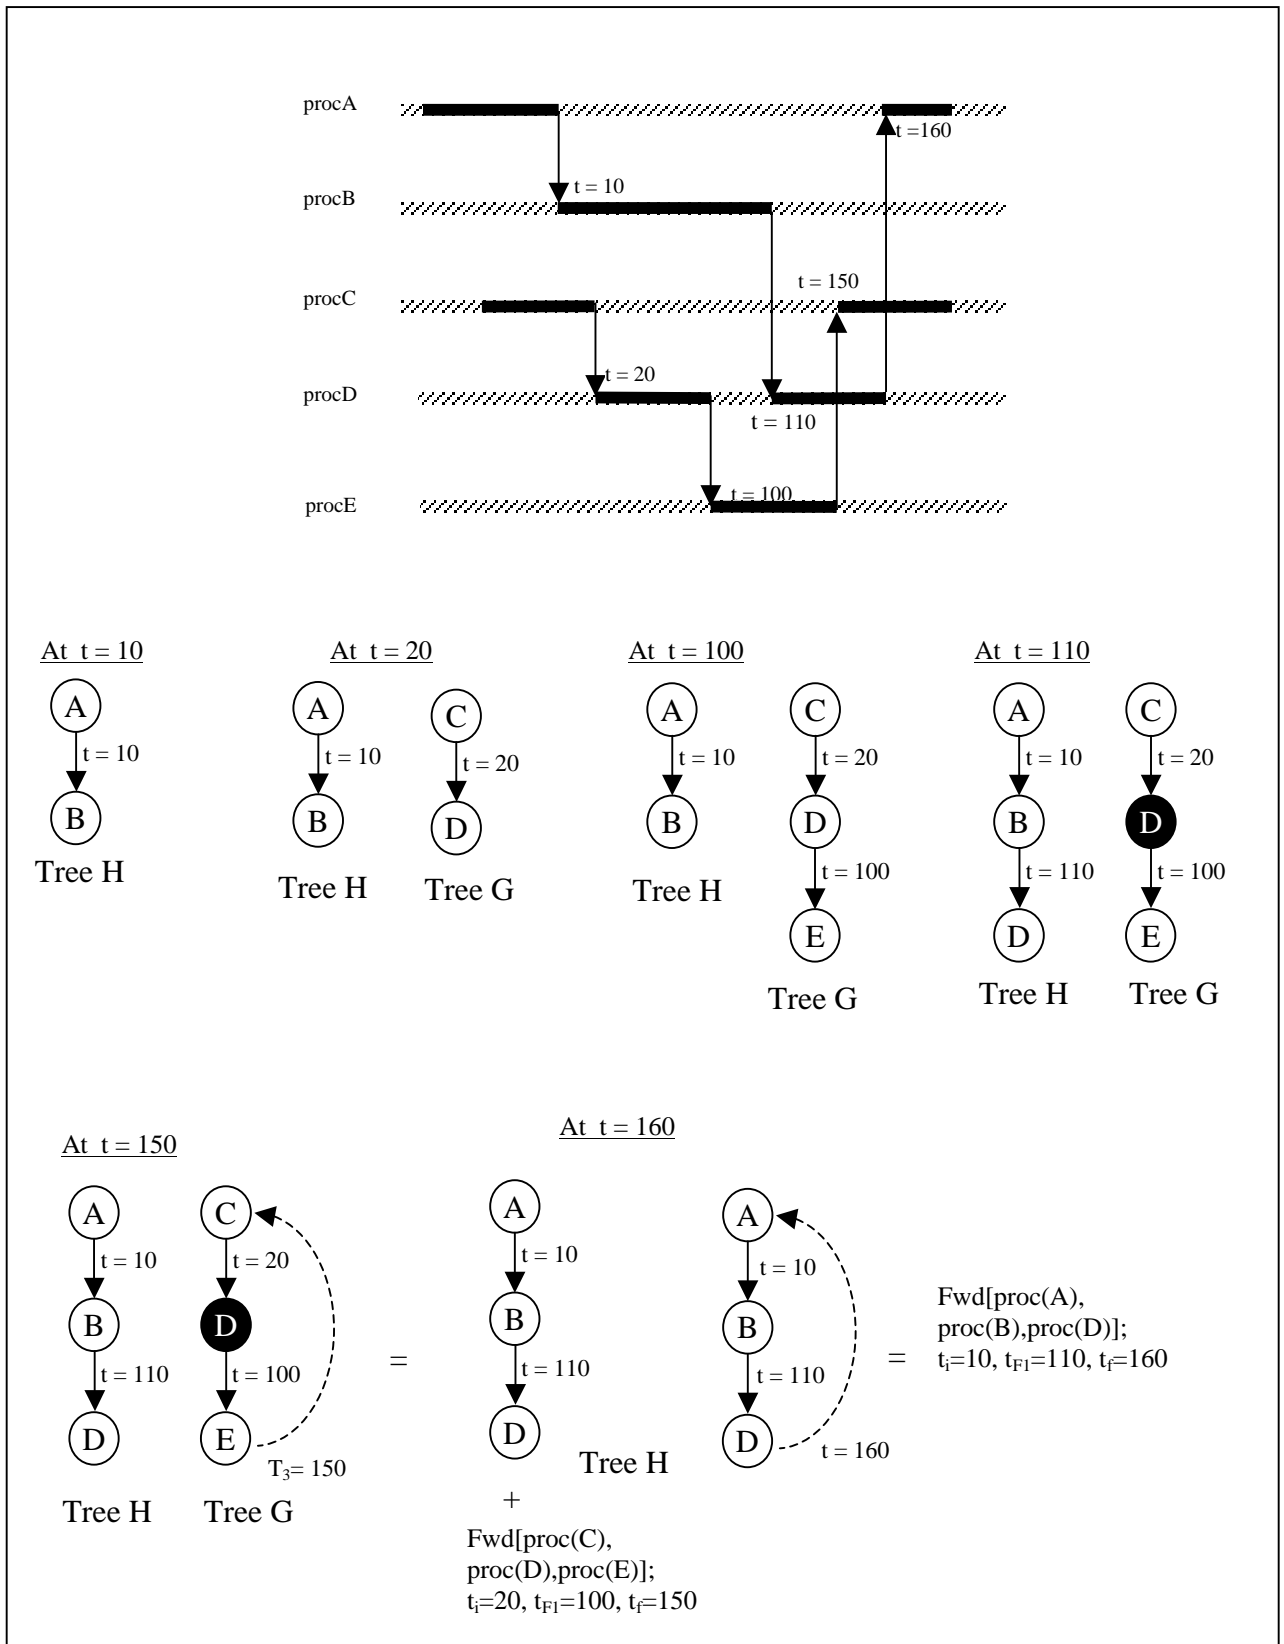 procA
t =160
procB
t = 10
t = 150
procC
t = 20
procD
t = 110
t = 100
procE
At t = 10
At t = 20
At t = 100
At t = 110
A
t = 10
B
Tree H
A
t = 10
B
Tree H
C
t = 20
D
Tree G
A
t = 10
B
Tree H
C
t = 20
D
t = 100
E
Tree G
A
t = 10
B
t = 110
D
Tree H
C
t = 20
D
t = 100
E
Tree G
At t = 150
At t = 160
A
t = 10
B
t = 110
D
Tree H
C
t = 20
D
t = 100
E
T3= 150
Tree G
=
A
t = 10
B
t = 110
D
Tree H
+
Fwd[proc(C),
proc(D),proc(E)];
ti=20, tF1=100, tf=150
A
t = 10
B
t = 110
D
t = 160
=
Fwd[proc(A),
proc(B),proc(D)];
ti=10, tF1=110, tf=160